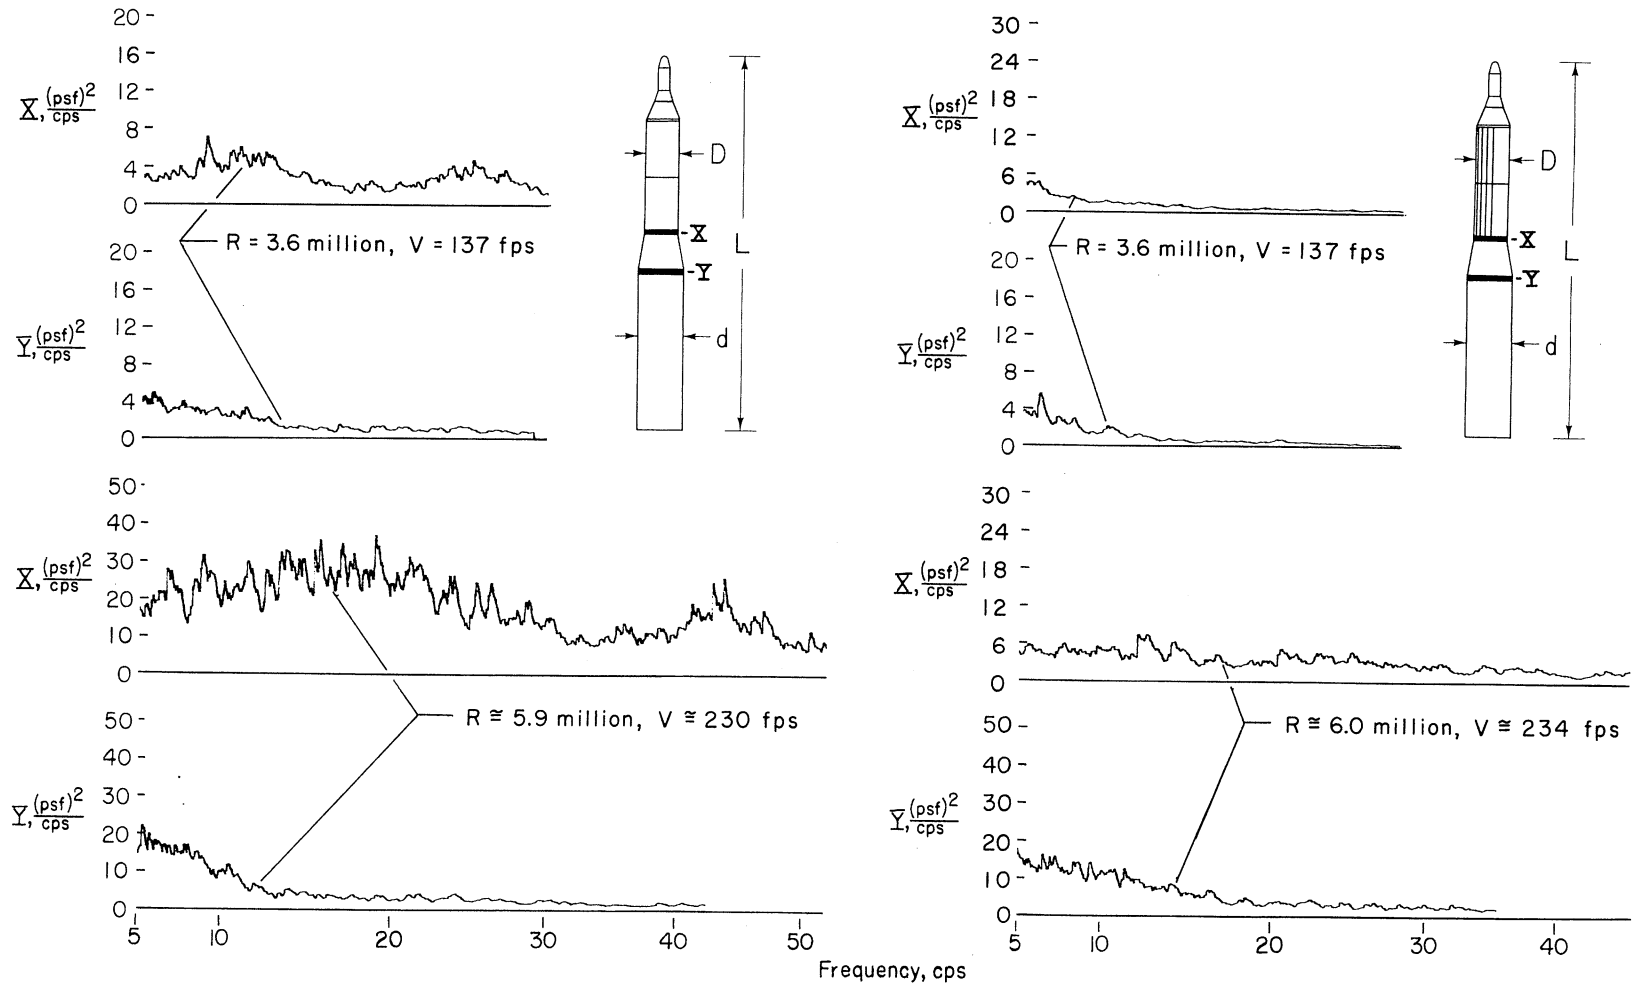 20
16
12
8
4
0
X, (psf)²/cps
R = 3.6 million, V = 137 fps
20
16
12
8
4
0
Y, (psf)²/cps
D
X
Y
L
d
30
24
18
12
6
0
X, (psf)²/cps
R = 3.6 million, V = 137 fps
20
16
12
8
4
0
Y, (psf)²/cps
D
X
Y
L
d
50
40
30
20
10
0
X, (psf)²/cps
R ≅ 5.9 million, V ≅ 230 fps
50
40
30
20
10
0
Y, (psf)²/cps
5 10 20 30 40 50
30
24
18
12
6
0
X, (psf)²/cps
R ≅ 6.0 million, V ≅ 234 fps
50
40
30
20
10
0
Y, (psf)²/cps
5 10 20 30 40
Frequency, cps